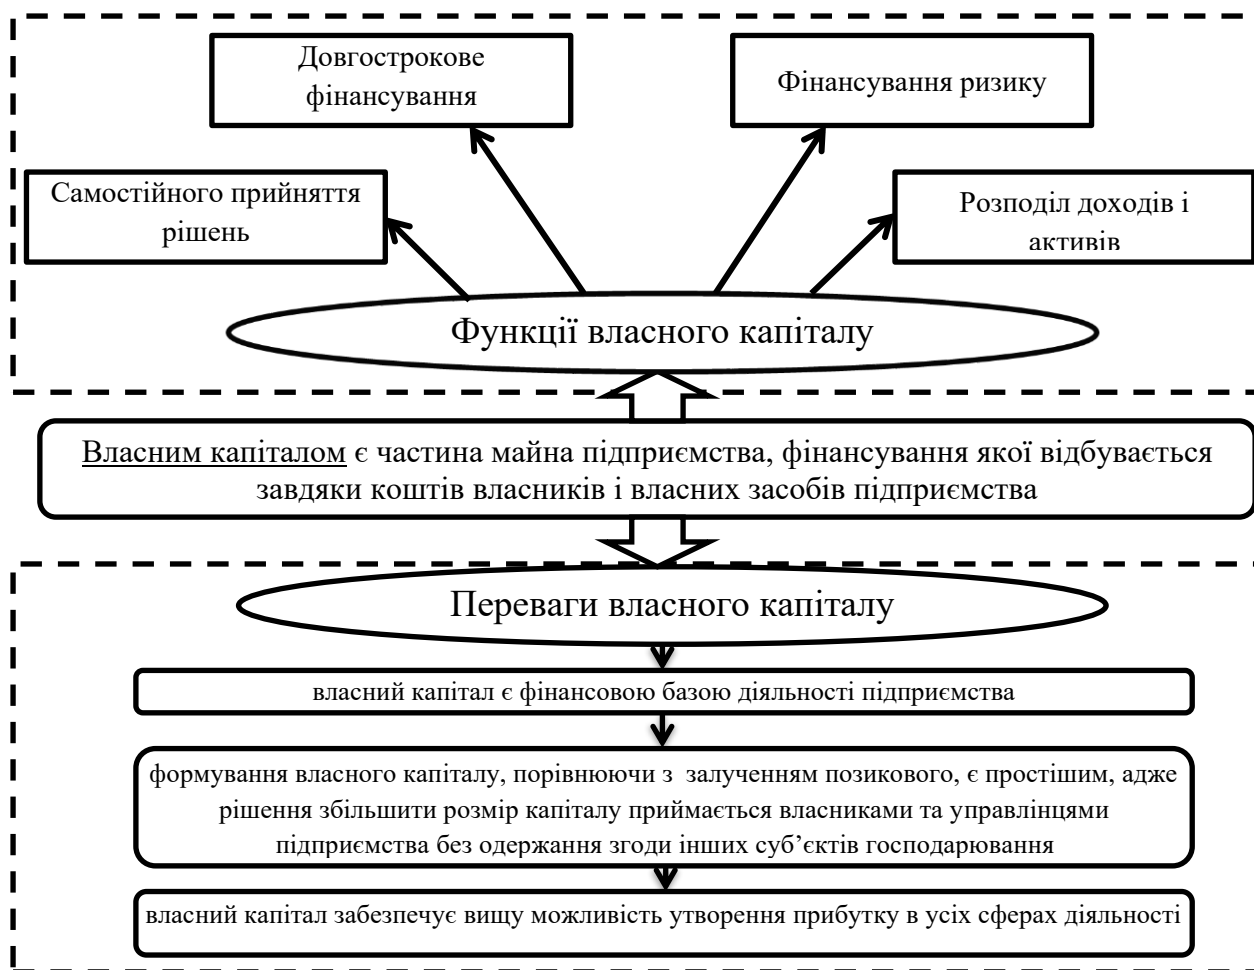 Довгострокове
фінансування
Фінансування ризику
Самостійного прийняття
рішень
Розподіл доходів і
активів
Функції власного капіталу
Власним капіталом є частина майна підприємства, фінансування якої відбувається
завдяки коштів власників і власних засобів підприємства
Переваги власного капіталу
власний капітал є фінансовою базою діяльності підприємства
формування власного капіталу, порівнюючи з залученням позикового, є простішим, адже
рішення збільшити розмір капіталу приймається власниками та управлінцями
підприємства без одержання згоди інших суб’єктів господарювання
власний капітал забезпечує вищу можливість утворення прибутку в усіх сферах діяльності